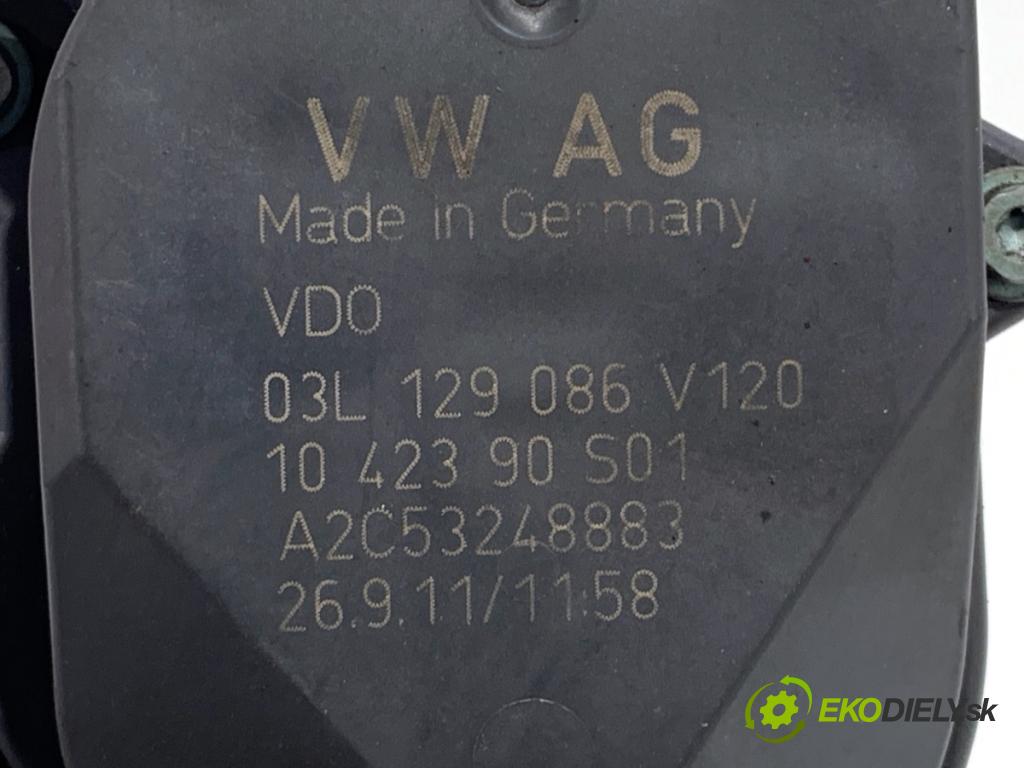 VW AG
Made in Germany
VDO
03L 129 086 V120
10 423 90 S01
A2C53248883
26.9.11/11:58
EKODIELY.sk